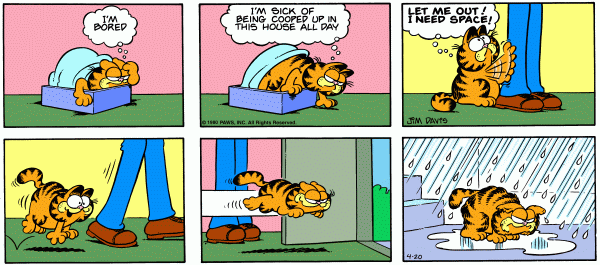 I'M
BORED
I'M SICK OF
BEING COOPED UP IN
THIS HOUSE ALL DAY
© 1990 PAWS, INC. All Rights Reserved.
LET ME OUT!
I NEED SPACE!
JIM DAVIS
4-20